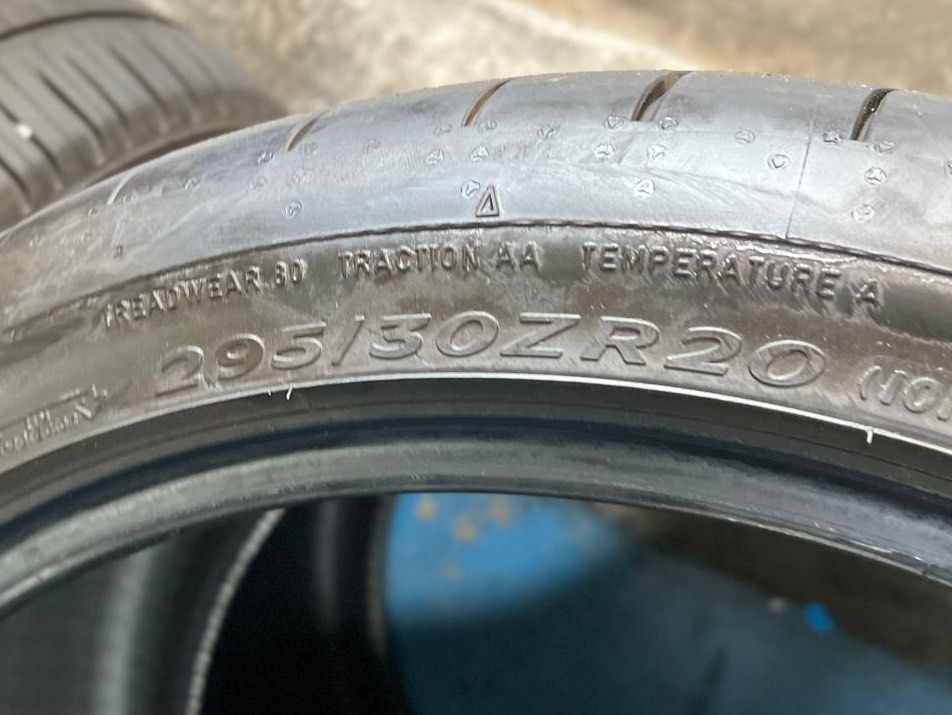 TREADWEAR 80 TRACTION AA TEMPERATURE A
295/30ZR20